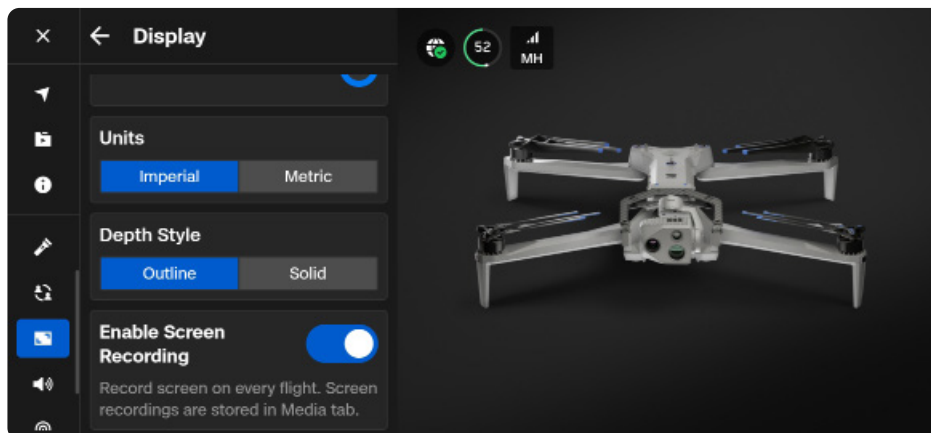 Display
52
MH
Units
Imperial Metric
Depth Style
Outline Solid
Enable Screen
Recording
Record screen on every flight. Screen
recordings are stored in Media tab.